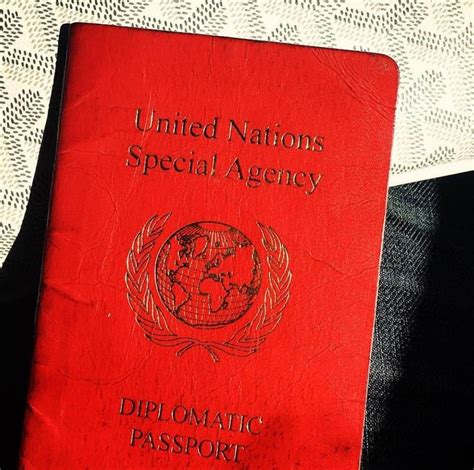 United Nations
Special Agency
DIPLOMATIC
PASSPORT